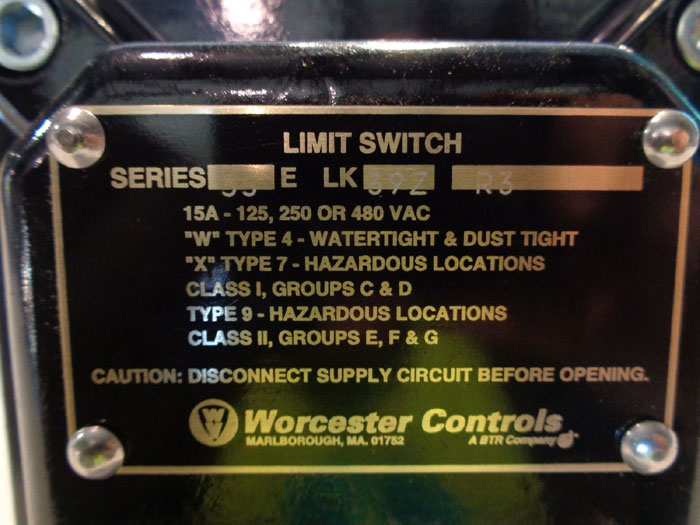 LIMIT SWITCH
SERIES E LK 39Z R3
15A - 125, 250 OR 480 VAC
"W" TYPE 4 - WATERTIGHT & DUST TIGHT
"X" TYPE 7 - HAZARDOUS LOCATIONS
CLASS I, GROUPS C & D
TYPE 9 - HAZARDOUS LOCATIONS
CLASS II, GROUPS E, F & G
CAUTION: DISCONNECT SUPPLY CIRCUIT BEFORE OPENING.
Worcester Controls
MARLBOROUGH, MA. 01752 A BTR Company